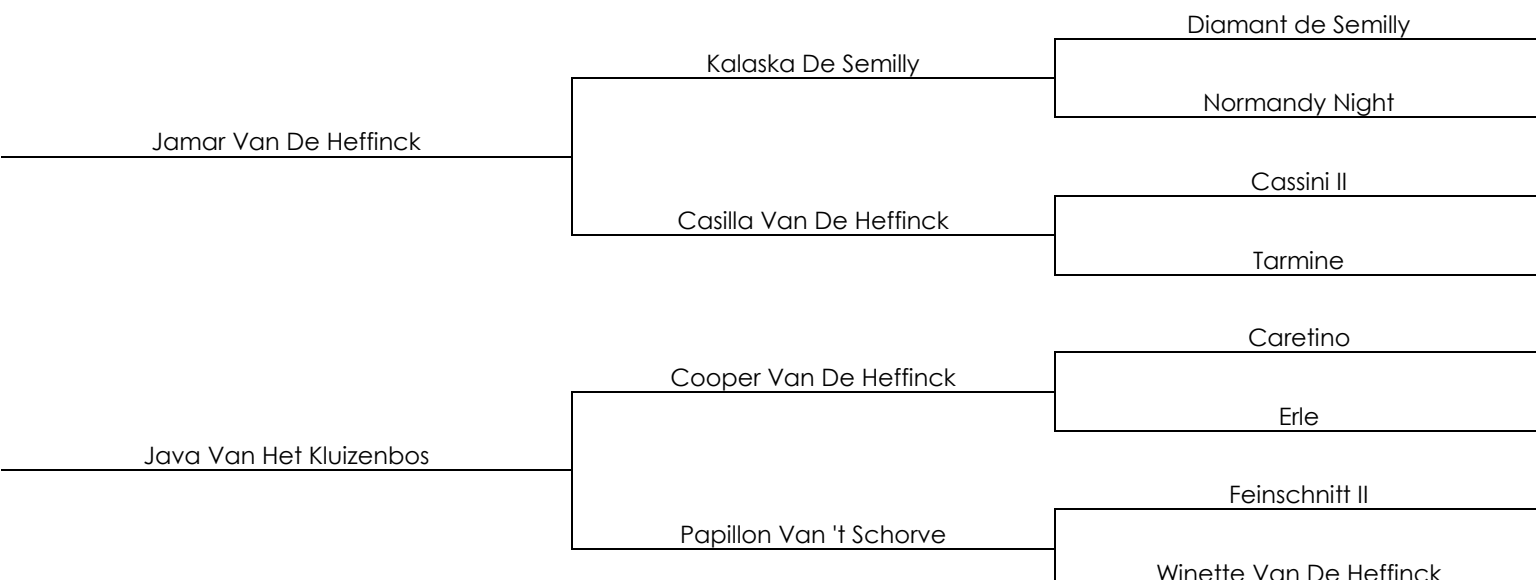 Diamant de Semilly
Kalaska De Semilly
Normandy Night
Jamar Van De Heffinck
Cassini II
Casilla Van De Heffinck
Tarmine
Caretino
Cooper Van De Heffinck
Erle
Java Van Het Kluizenbos
Feinschnitt II
Papillon Van 't Schorve
Winette Van De Heffinck